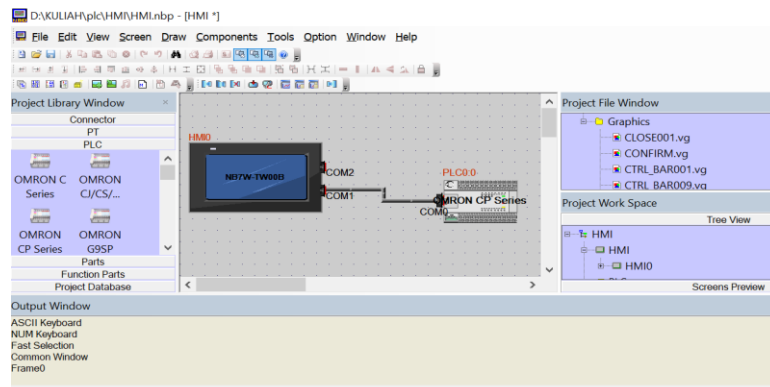 D:\KULIAH\plc\HMI\HMI.nbp - [HMI *]
File Edit View Screen Draw Components Tools Option Window Help
Project Library Window
Connector
PT
PLC
OMRON C Series
OMRON CJ/CS/...
OMRON CP Series
OMRON G9SP
Parts
Function Parts
Project Database
HMI0
NB7W-TW00B
COM2
COM1
PLC0:0
COM0
OMRON CP Series
Project File Window
Graphics
CLOSE001.vg
CONFIRM.vg
CTRL_BAR001.vg
CTRL_BAR009.vg
Project Work Space
Tree View
HMI
HMI
HMI0
Screens Preview
Output Window
ASCII Keyboard
NUM Keyboard
Fast Selection
Common Window
Frame0